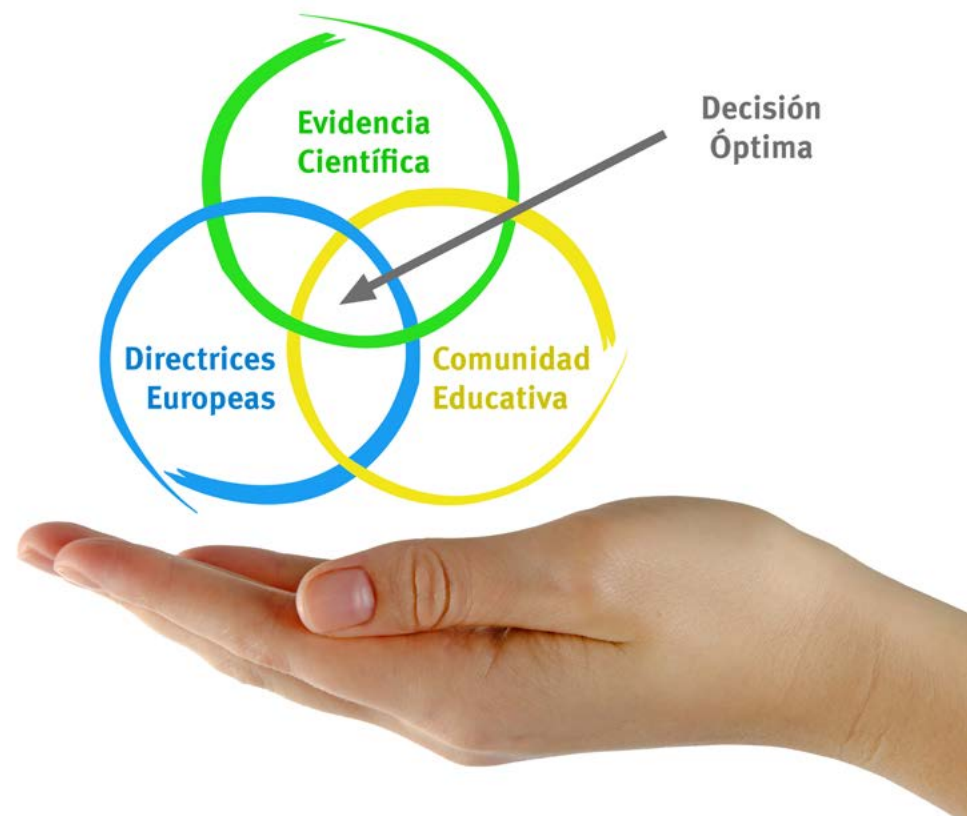 Evidencia
Científica
Decisión
Óptima
Directrices
Europeas
Comunidad
Educativa